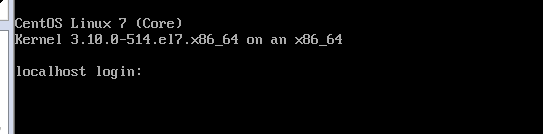 CentOS Linux 7 (Core)
Kernel 3.10.0-514.el7.x86_64 on an x86_64
localhost login: